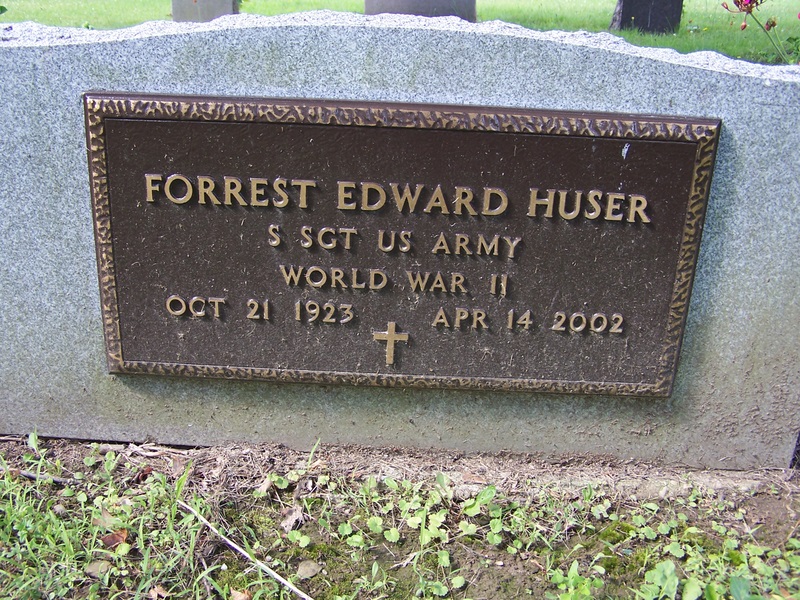 FORREST EDWARD HUSER
S SGT US ARMY
WORLD WAR II
OCT 21 1923 APR 14 2002